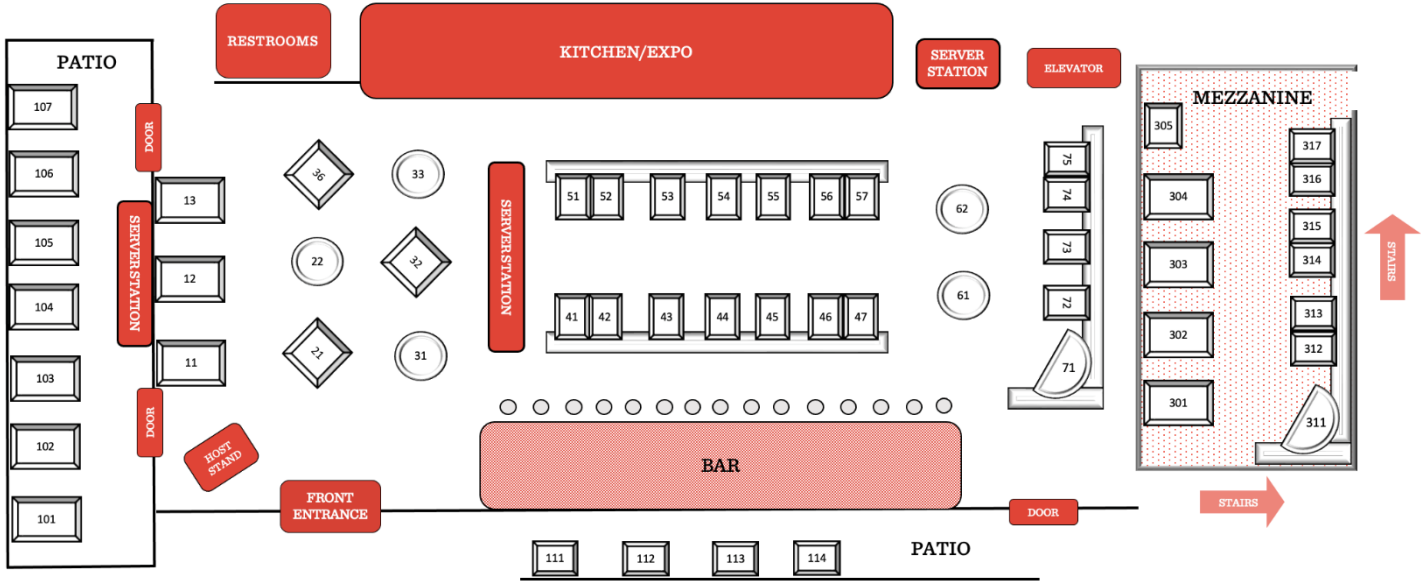 RESTROOMS
KITCHEN/EXPO
SERVER
STATION
ELEVATOR
PATIO
107
106
105
104
103
102
101
DOOR
SERVER STATION
DOOR
13
12
11
HOST
STAND
FRONT
ENTRANCE
36
33
22
32
21
31
SERVER STATION
51
52
53
54
55
56
57
41
42
43
44
45
46
47
62
61
75
74
73
72
71
BAR
DOOR
111
112
113
114
PATIO
MEZZANINE
305
304
303
302
301
317
316
315
314
313
312
311
STAIRS
STAIRS